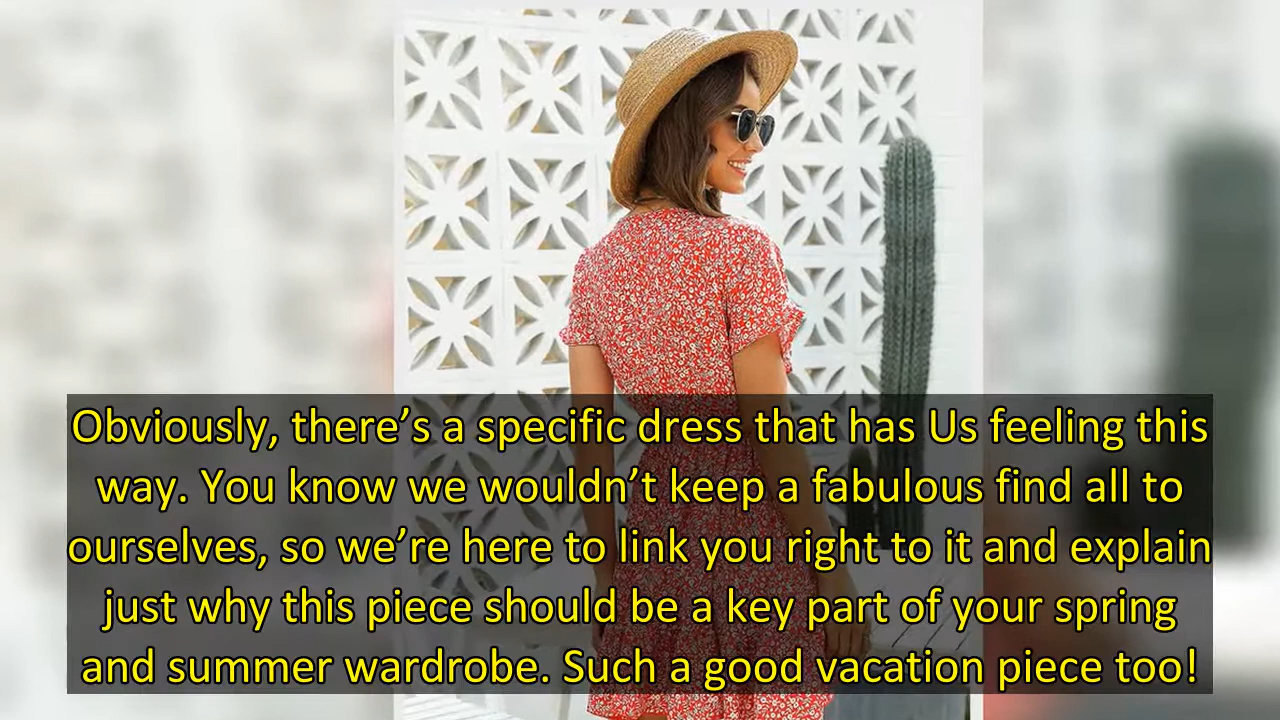 Obviously, there’s a specific dress that has Us feeling this
way. You know we wouldn’t keep a fabulous find all to
ourselves, so we’re here to link you right to it and explain
just why this piece should be a key part of your spring
and summer wardrobe. Such a good vacation piece too!